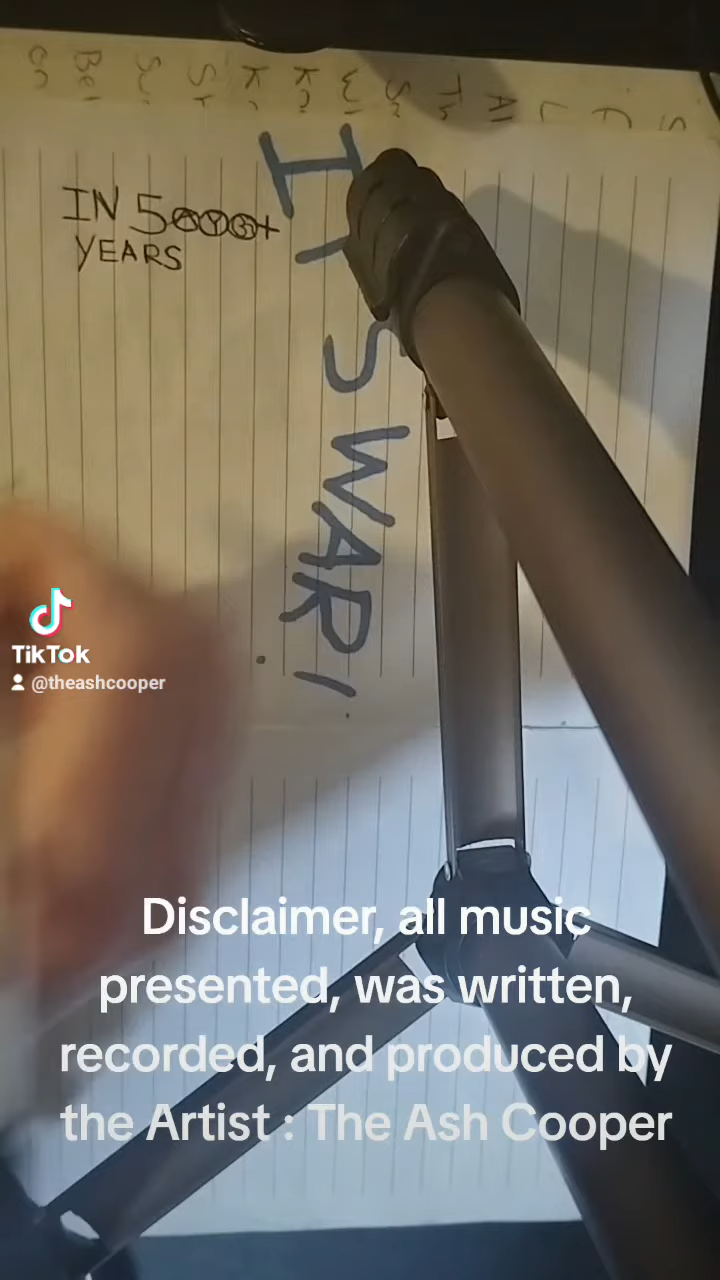 IN 5000+
YEARS
IT'S WAR!
TikTok
@theashcooper
Disclaimer, all music
presented, was written,
recorded, and produced by
the Artist : The Ash Cooper